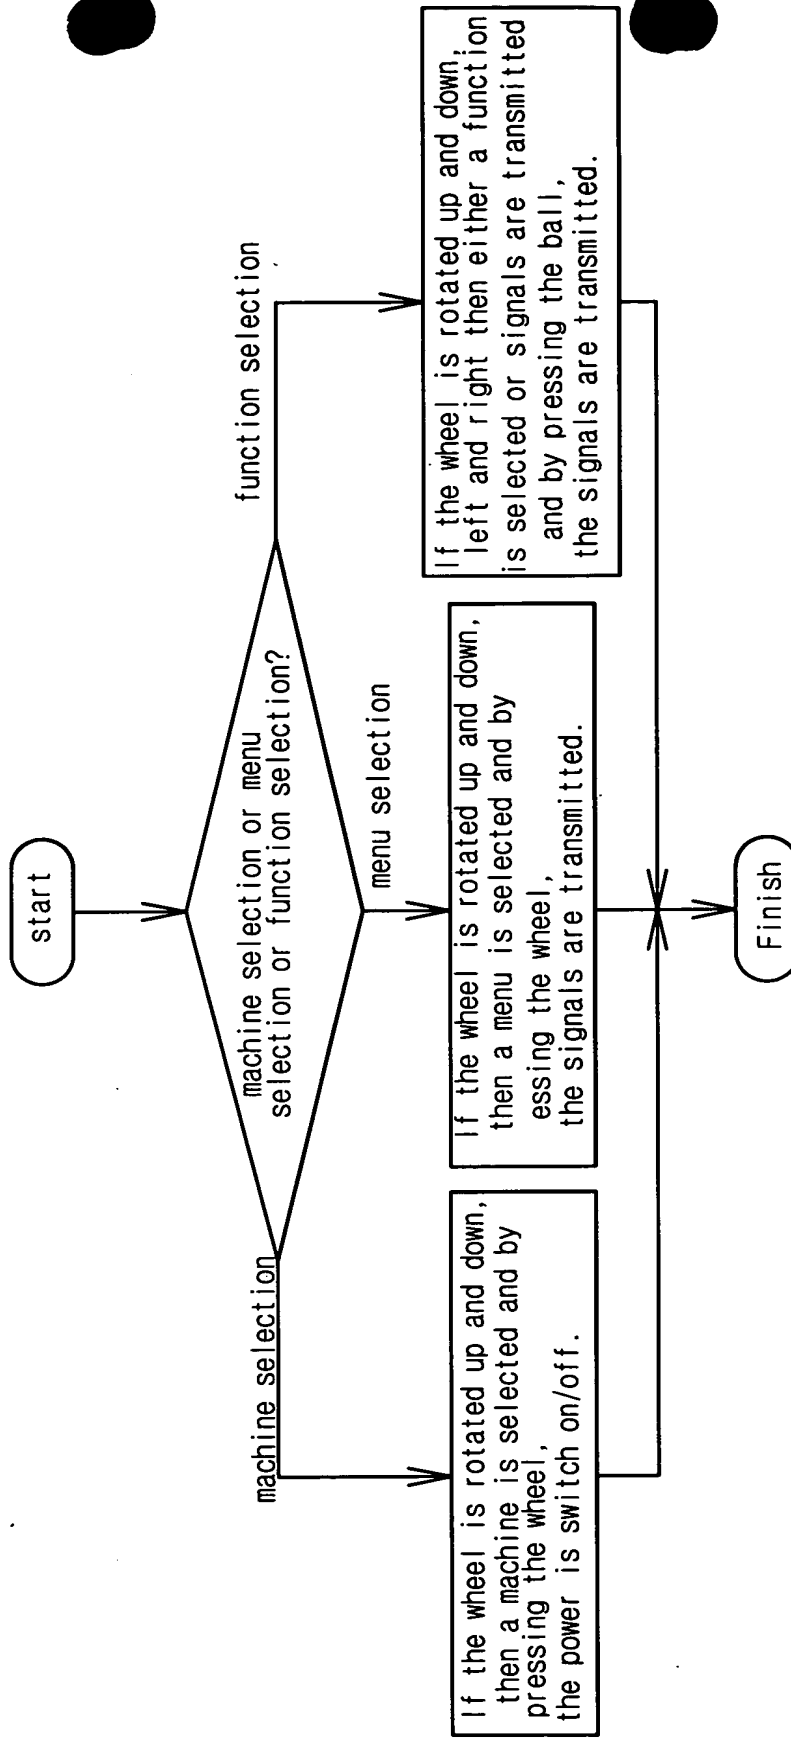 start
machine selection or menu
selection or function selection?
machine selection
menu selection
function selection
If the wheel is rotated up and down,
then a machine is selected and by
pressing the wheel,
the power is switch on/off.
If the wheel is rotated up and down,
then a menu is selected and by
essing the wheel,
the signals are transmitted.
If the wheel is rotated up and down,
left and right then either a function
is selected or signals are transmitted
and by pressing the ball,
the signals are transmitted.
Finish